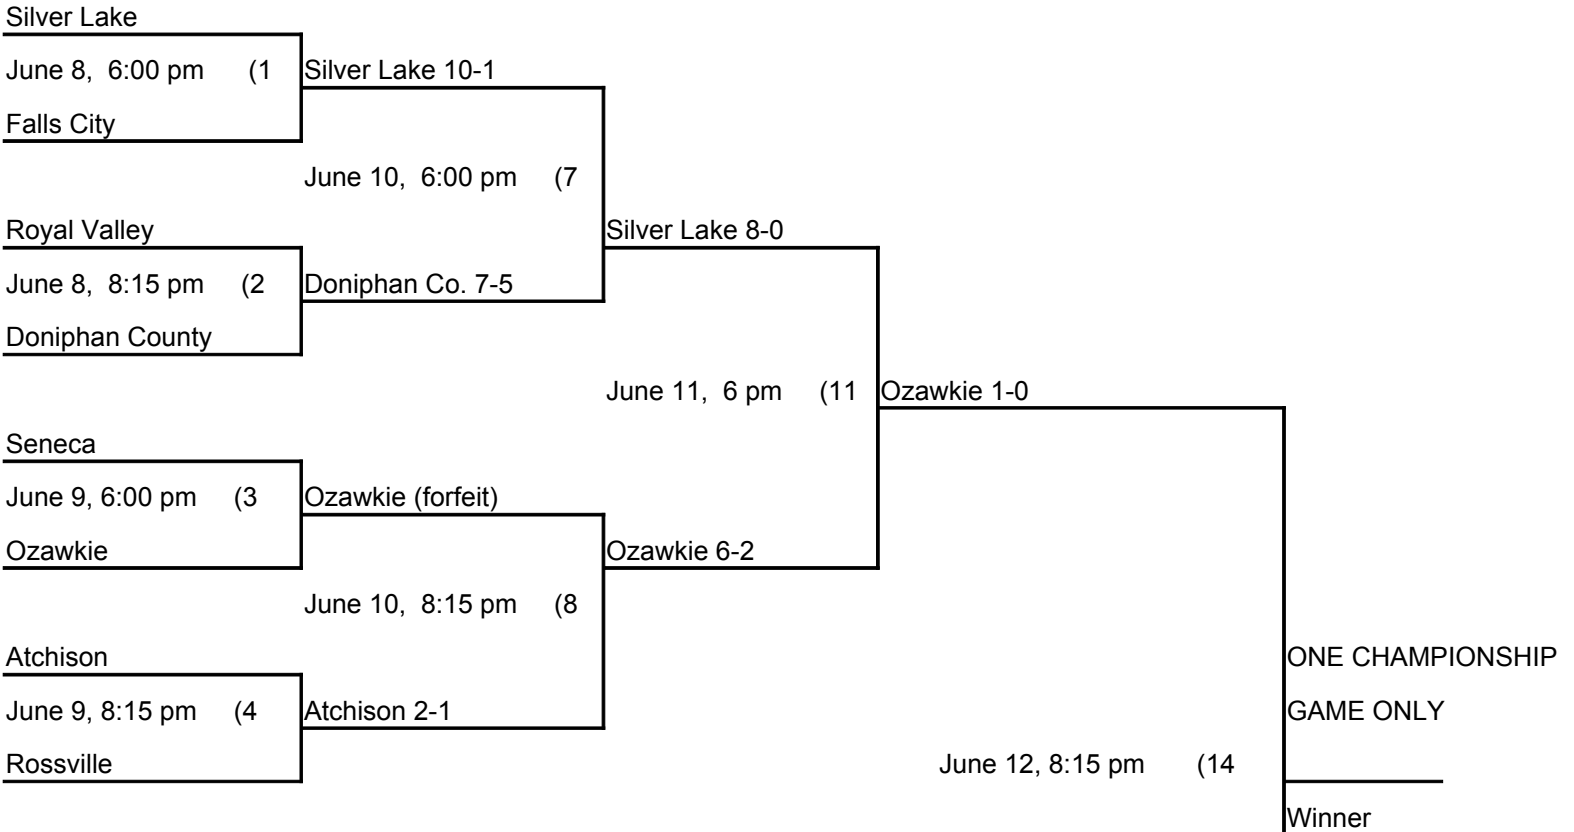 Silver Lake
June 8,  6:00 pm      (1
Silver Lake 10-1
Falls City
June 10,  6:00 pm     (7
Royal Valley
Silver Lake 8-0
June 8,  8:15 pm     (2
Doniphan Co. 7-5
Doniphan County
June 11,  6 pm     (11
Ozawkie 1-0
Seneca
June 9, 6:00 pm     (3
Ozawkie (forfeit)
Ozawkie
Ozawkie 6-2
June 10,  8:15 pm     (8
Atchison
ONE CHAMPIONSHIP
June 9, 8:15 pm     (4
Atchison 2-1
GAME ONLY
Rossville
June 12, 8:15 pm       (14
Winner